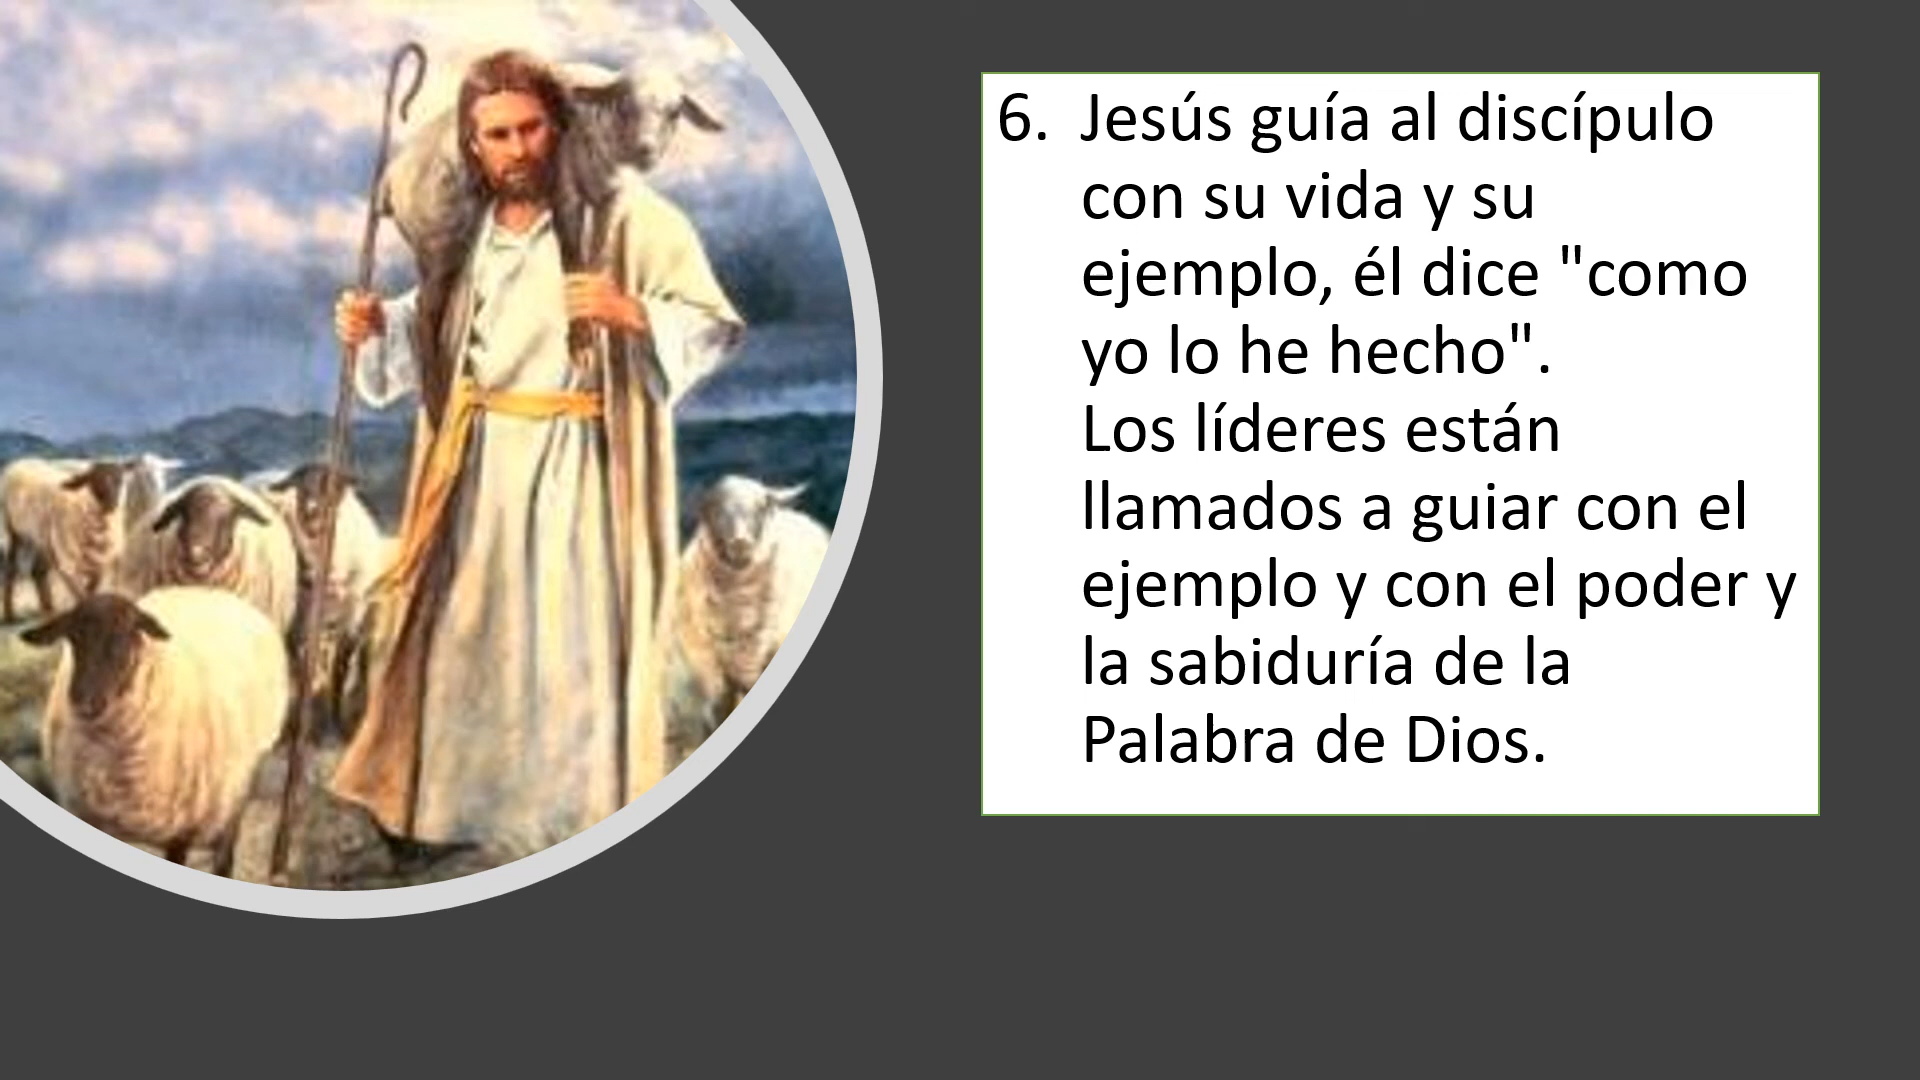 6. Jesús guía al discípulo
con su vida y su
ejemplo, él dice "como
yo lo he hecho".
Los líderes están
llamados a guiar con el
ejemplo y con el poder y
la sabiduría de la
Palabra de Dios.